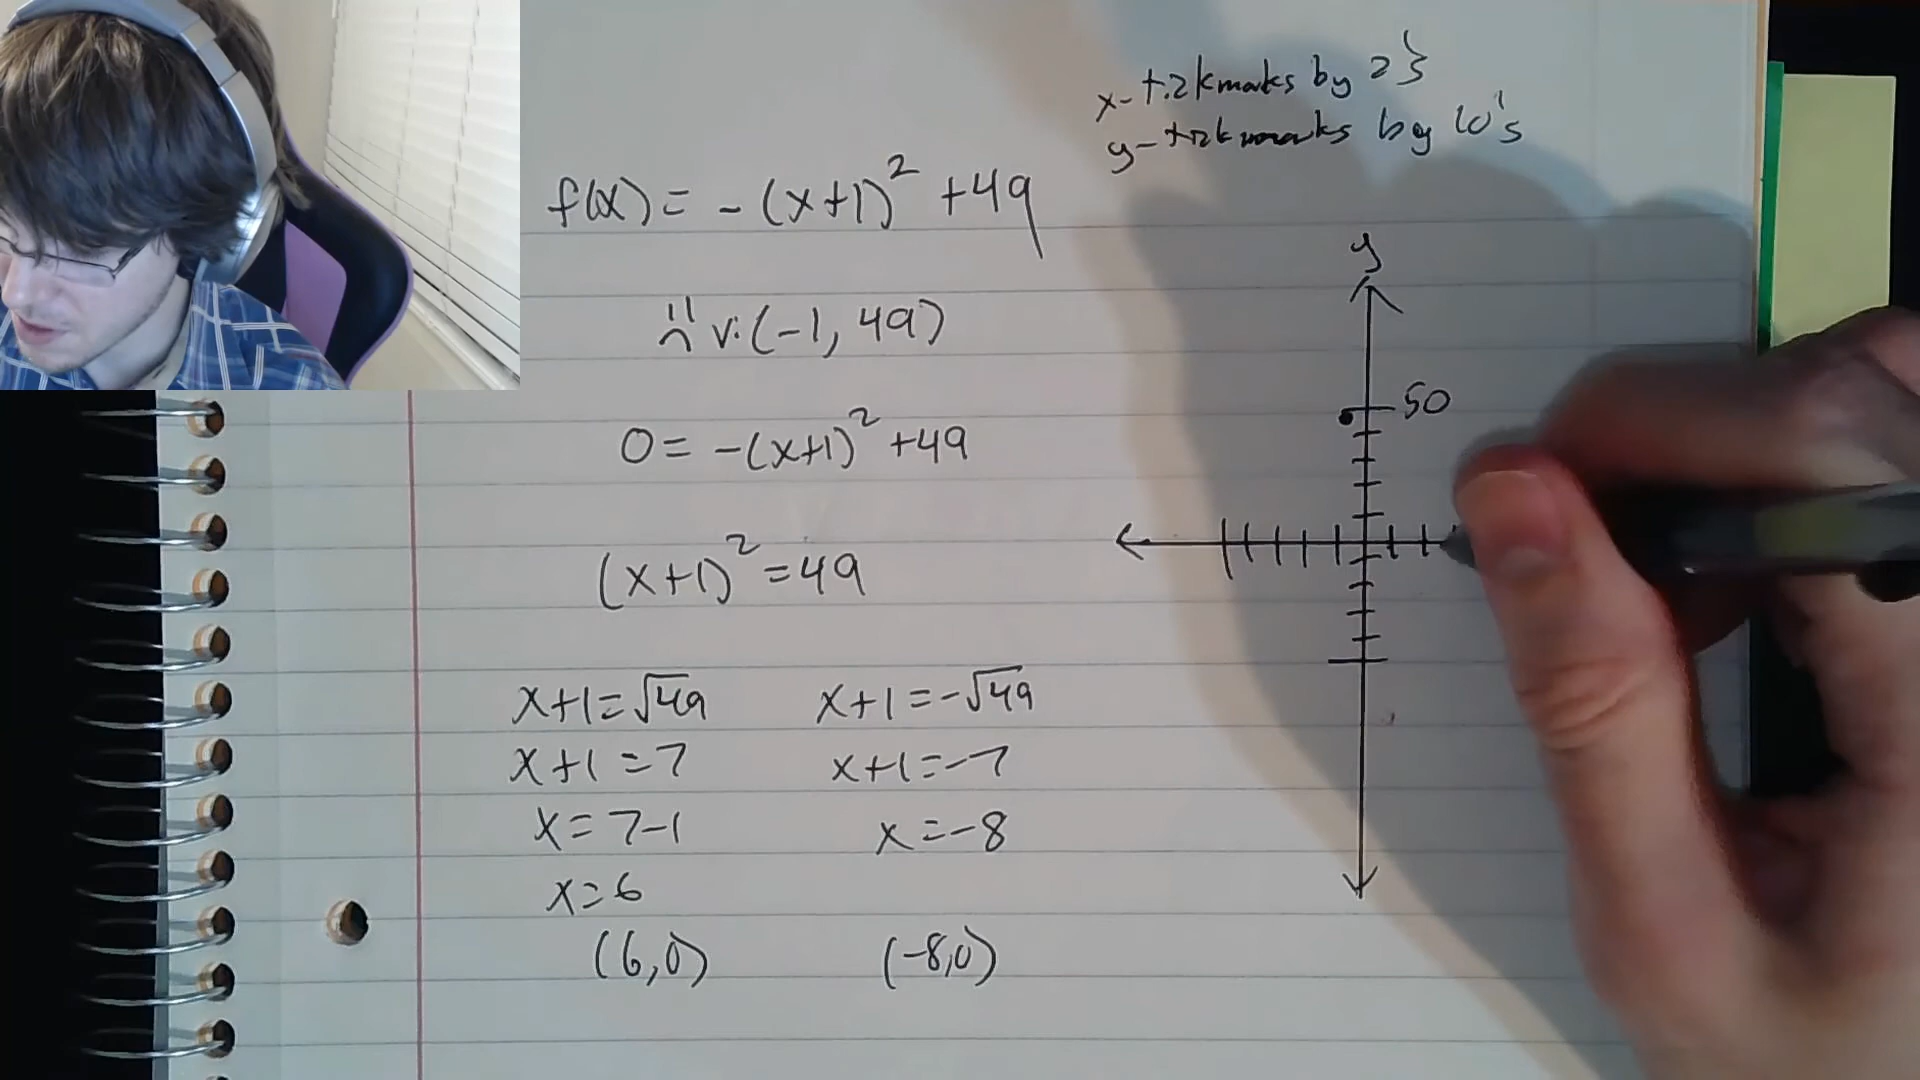 x-tickmarks by 2's
y-tickmarks by 10's
f(x) = -(x+1)² +49
v: (-1, 49)
0 = -(x+1)² +49
(x+1)² = 49
x+1 = √49 x+1 = -√49
x+1 = 7 x+1 = -7
x = 7-1 x = -8
x = 6
(6,0) (-8,0)
y
50